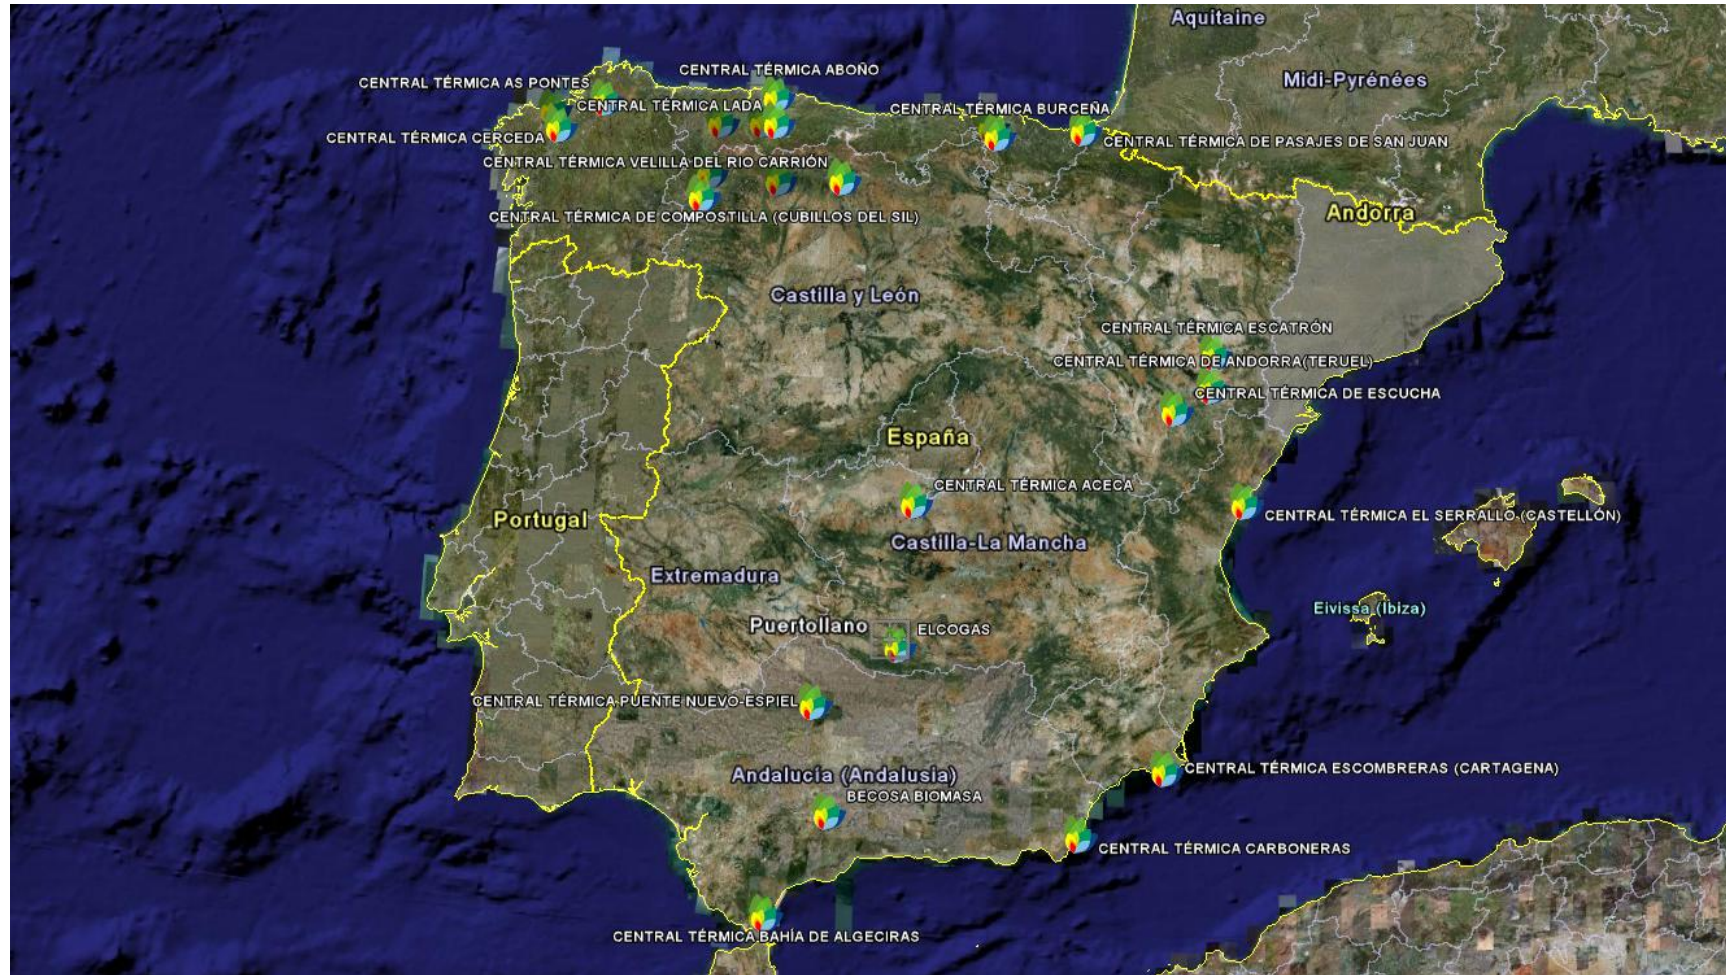 Aquitaine
CENTRAL TÉRMICA ABOÑO
Midi-Pyrénées
CENTRAL TÉRMICA AS PONTES
CENTRAL TÉRMICA LADA
CENTRAL TÉRMICA BURCEÑA
CENTRAL TÉRMICA CERCEDA
CENTRAL TÉRMICA DE PASAJES DE SAN JUAN
CENTRAL TÉRMICA VELILLA DEL RIO CARRIÓN
Andorra
CENTRAL TÉRMICA DE COMPOSTILLA (CUBILLOS DEL SIL)
Castilla y León
CENTRAL TÉRMICA ESCATRÓN
CENTRAL TÉRMICA DE ANDORRA(TERUEL)
CENTRAL TÉRMICA DE ESCUCHA
España
CENTRAL TÉRMICA ACECA
CENTRAL TÉRMICA EL SERRALLO (CASTELLÓN)
Portugal
Castilla-La Mancha
Extremadura
Eivissa (Ibiza)
Puertollano
ELCOGAS
CENTRAL TÉRMICA PUENTE NUEVO-ESPIEL
CENTRAL TÉRMICA ESCOMBRERAS (CARTAGENA)
Andalucía (Andalusia)
BECOSA BIOMASA
CENTRAL TÉRMICA CARBONERAS
CENTRAL TÉRMICA BAHÍA DE ALGECIRAS